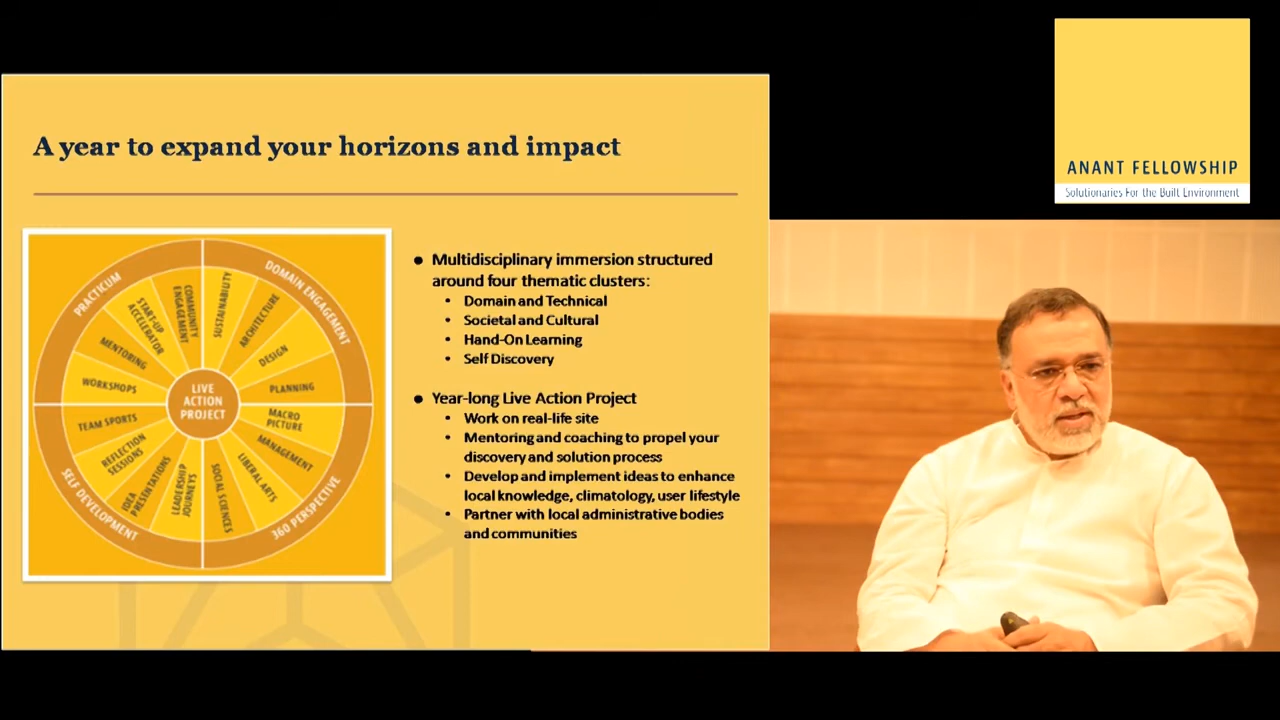 ANANT FELLOWSHIP
Solutionaries For the Built Environment
A year to expand your horizons and impact
PRACTICUM
DOMAIN ENGAGEMENT
360 PERSPECTIVE
SELF DEVELOPMENT
SUSTAINABILITY
ARCHITECTURE
DESIGN
PLANNING
MACRO
PICTURE
MANAGEMENT
LIBERAL ARTS
SOCIAL SCIENCES
LEADERSHIP
JOURNEYS
IDEA
PRESENTATIONS
REFLECTION
SESSIONS
TEAM SPORTS
WORKSHOPS
MENTORING
START-UP
ACCELERATOR
COMMUNITY
ENGAGEMENT
LIVE
ACTION
PROJECT
● Multidisciplinary immersion structured
around four thematic clusters:
• Domain and Technical
• Societal and Cultural
• Hand-On Learning
• Self Discovery
● Year-long Live Action Project
• Work on real-life site
• Mentoring and coaching to propel your
discovery and solution process
• Develop and implement ideas to enhance
local knowledge, climatology, user lifestyle
• Partner with local administrative bodies
and communities